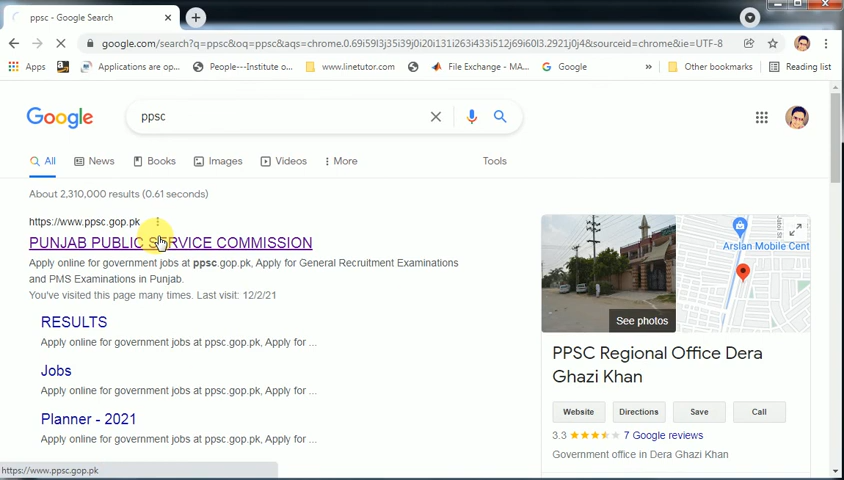 ppsc - Google Search
google.com/search?q=ppsc&oq=ppsc&aqs=chrome.0.69i59l3j35i39j0i20i131i263i433i512j69i60l3.2921j0j4&sourceid=chrome&ie=UTF-8
Apps
Applications are op...
People---Institute o...
www.linetutor.com
File Exchange - MA...
Google
»
Other bookmarks
Reading list
Google
ppsc
All
News
Books
Images
Videos
More
Tools
About 2,310,000 results (0.61 seconds)
https://www.ppsc.gop.pk
PUNJAB PUBLIC SERVICE COMMISSION
Apply online for government jobs at ppsc.gop.pk, Apply for General Recruitment Examinations
and PMS Examinations in Punjab.
You've visited this page many times. Last visit: 12/2/21
RESULTS
Apply online for government jobs at ppsc.gop.pk, Apply for ...
Jobs
Apply online for government jobs at ppsc.gop.pk, Apply for ...
Planner - 2021
Apply online for government jobs at ppsc.gop.pk, Apply for ...
See photos
Arslan Mobile Cent
PPSC Regional Office Dera
Ghazi Khan
Website
Directions
Save
Call
3.3
7 Google reviews
Government office in Dera Ghazi Khan
https://www.ppsc.gop.pk